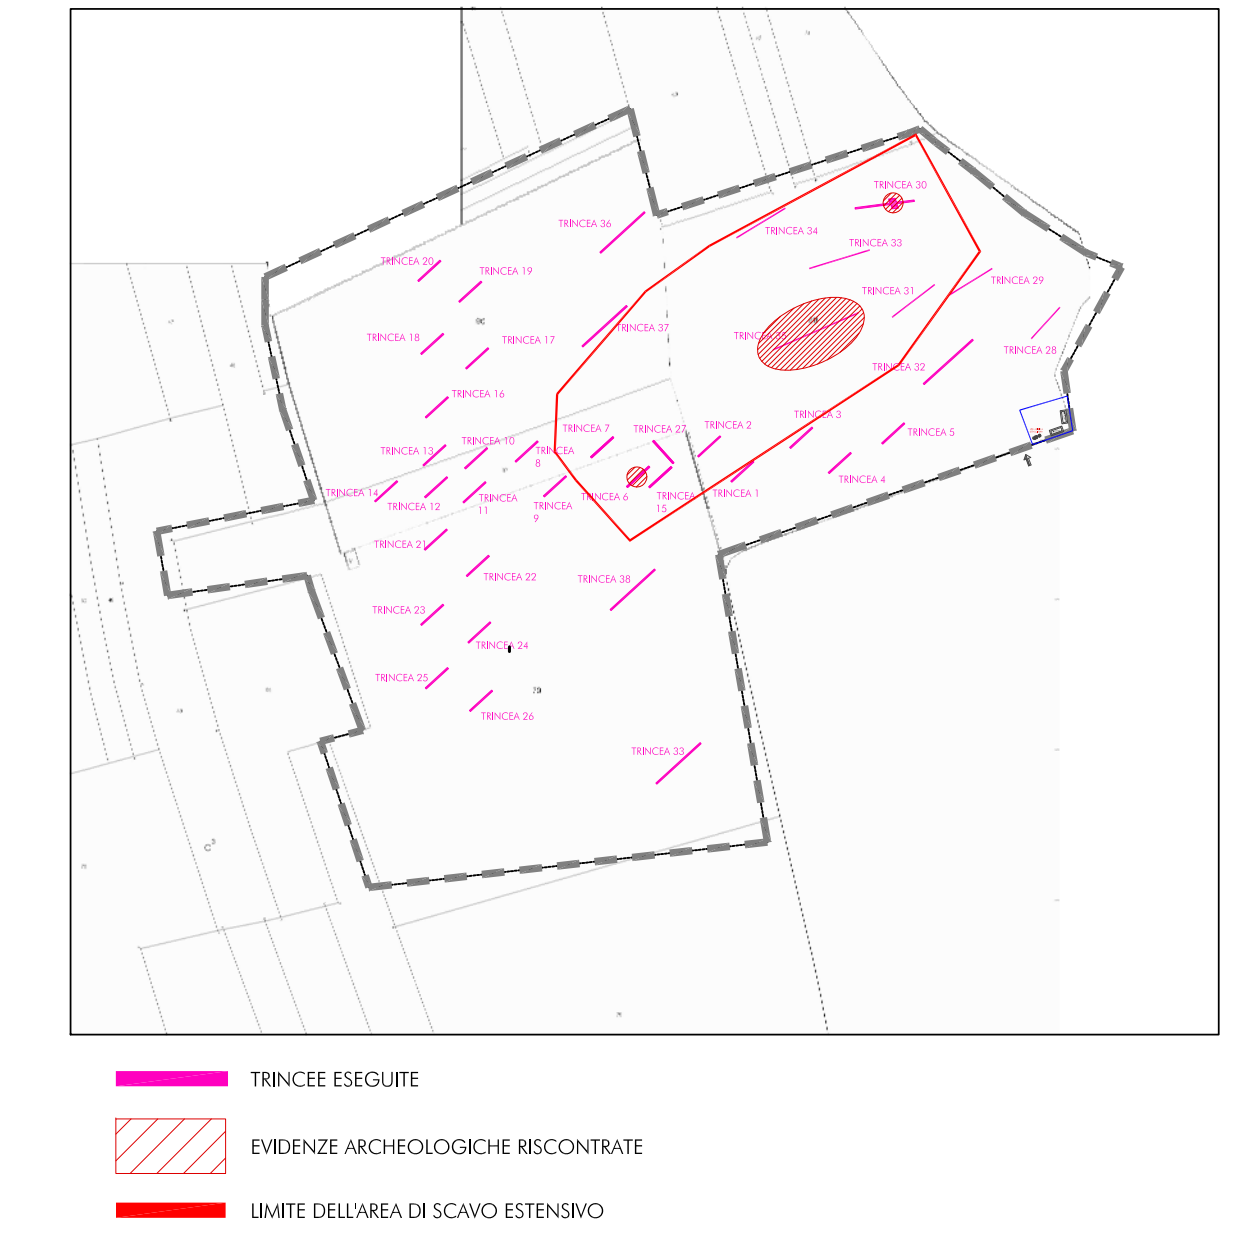 TRINCEA 30
TRINCEA 36
TRINCEA 34
TRINCEA 33
TRINCEA 20
TRINCEA 19
TRINCEA 29
TRINCEA 31
TRINCEA 37
TRINCEA 18
TRINCEA 17
TRINCEA 35
TRINCEA 28
TRINCEA 32
TRINCEA 16
TRINCEA 3
TRINCEA 7
TRINCEA 27
TRINCEA 2
TRINCEA 5
TRINCEA 10
TRINCEA 13
TRINCEA
8
TRINCEA 4
TRINCEA 14
TRINCEA 12
TRINCEA
11
TRINCEA
9
TRINCEA 6
TRINCEA
15
TRINCEA 1
TRINCEA 21
TRINCEA 22
TRINCEA 38
TRINCEA 23
TRINCEA 24
TRINCEA 25
TRINCEA 26
TRINCEA 33
TRINCEE ESEGUITE
EVIDENZE ARCHEOLOGICHE RISCONTRATE
LIMITE DELL'AREA DI SCAVO ESTENSIVO